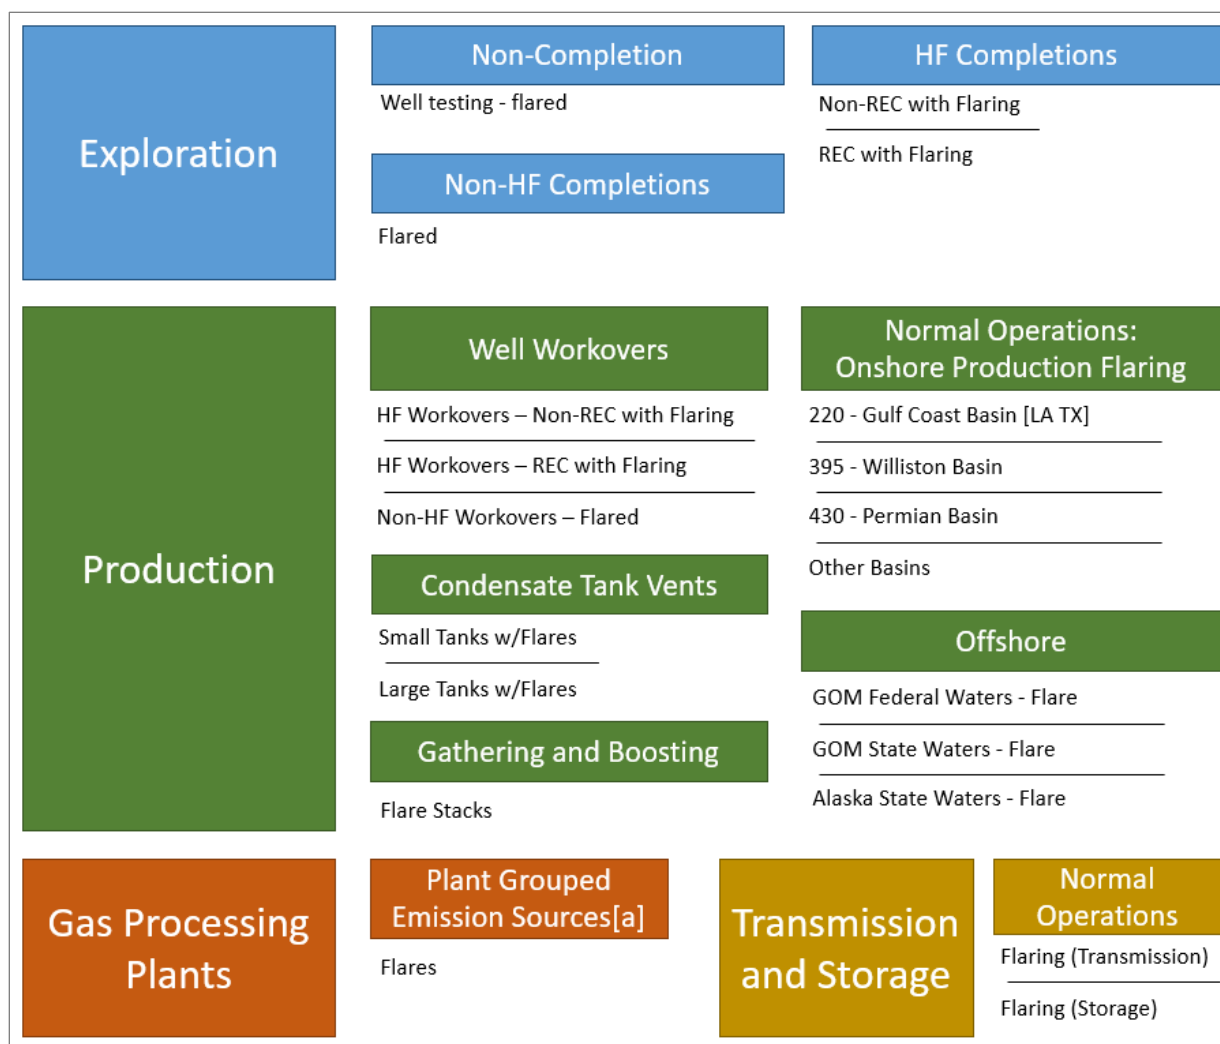 Exploration
Non-Completion
Well testing - flared
Non-HF Completions
Flared
HF Completions
Non-REC with Flaring
REC with Flaring
Production
Well Workovers
HF Workovers – Non-REC with Flaring
HF Workovers – REC with Flaring
Non-HF Workovers – Flared
Condensate Tank Vents
Small Tanks w/Flares
Large Tanks w/Flares
Gathering and Boosting
Flare Stacks
Normal Operations:
Onshore Production Flaring
220 - Gulf Coast Basin [LA TX]
395 - Williston Basin
430 - Permian Basin
Other Basins
Offshore
GOM Federal Waters - Flare
GOM State Waters - Flare
Alaska State Waters - Flare
Gas Processing
Plants
Plant Grouped
Emission Sources[a]
Flares
Transmission
and Storage
Normal
Operations
Flaring (Transmission)
Flaring (Storage)